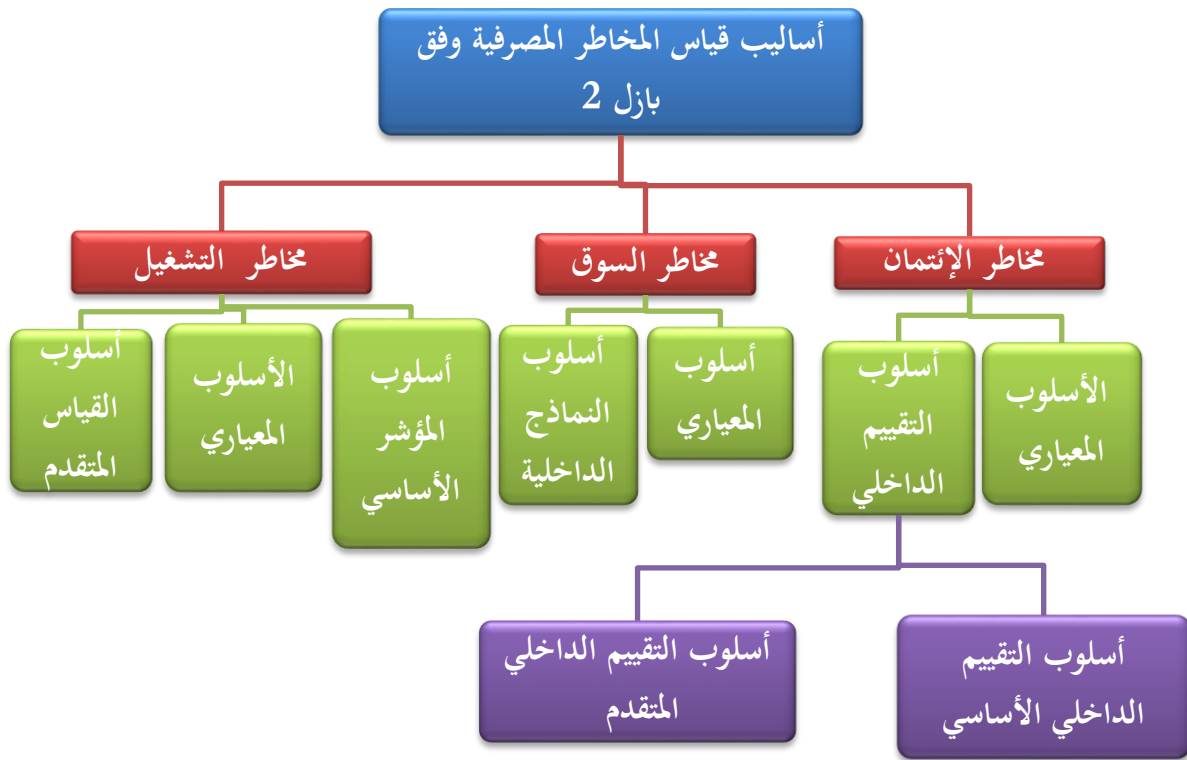 أساليب قياس المخاطر المصرفية وفق
بازل 2
مخاطر الإئتمان
مخاطر السوق
مخاطر التشغيل
الأسلوب
المعياري
أسلوب
التقييم
الداخلي
أسلوب
المعياري
أسلوب
النماذج
الداخلية
أسلوب
المؤشر
الأساسي
الأسلوب
المعياري
أسلوب
القياس
المتقدم
أسلوب التقييم
الداخلي الأساسي
أسلوب التقييم الداخلي
المتقدم